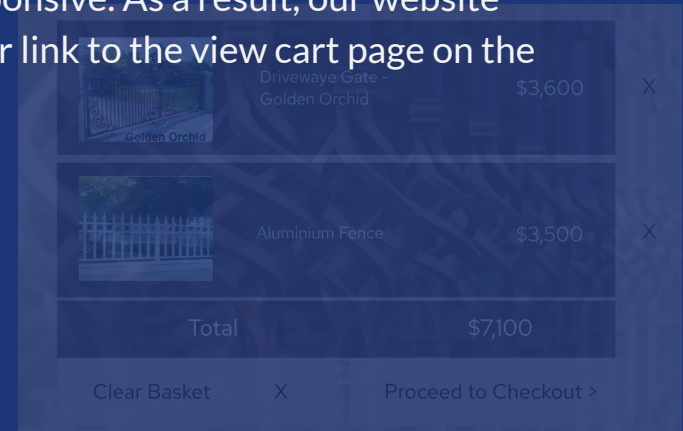 ponsive. As a result, our website
r link to the view cart page on the
Drivewaye Gate -
Golden Orchid
$3,600
X
Golden Orchid
Aluminium Fence
$3,500
X
Total
$7,100
Clear Basket
X
Proceed to Checkout >